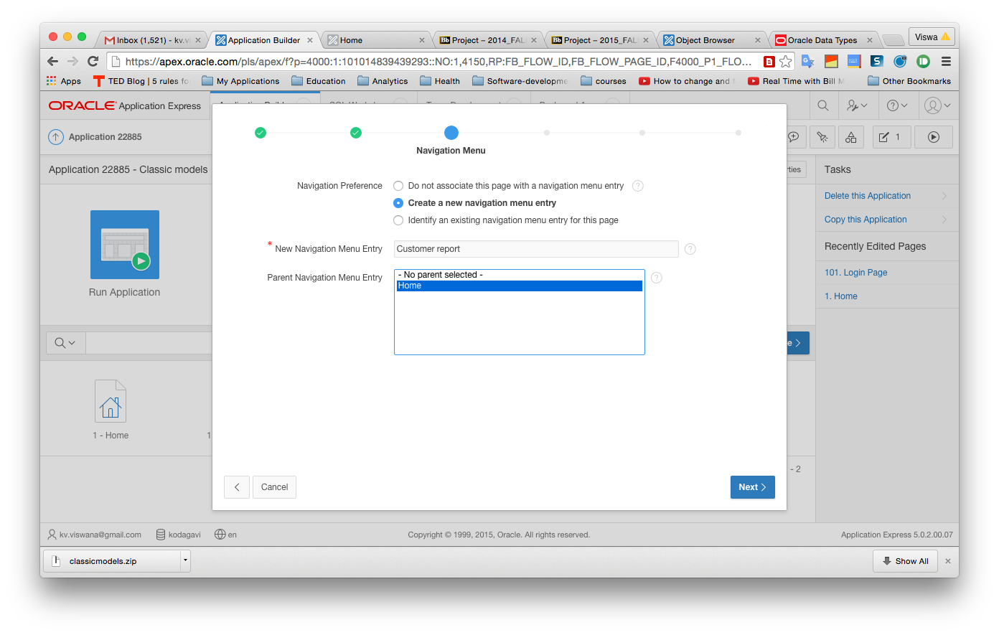 Inbox (1,521) - kv.vi
Application Builder
Home
Bb Project – 2014_FAL
Bb Project – 2015_FAL
Object Browser
Oracle Data Types
Viswa
https://apex.oracle.com/pls/apex/f?p=4000:1:101014839439293::NO:1,4150,RP:FB_FLOW_ID,FB_FLOW_PAGE_ID,F4000_P1_FLO...
Apps
TED Blog | 5 rules fo
My Applications
Education
Analytics
Health
Software-developme
courses
How to change and
Real Time with Bill M
Other Bookmarks
ORACLE Application Express
Application 22885
1
Application 22885 - Classic models
rties
Tasks
Delete this Application
Copy this Application
Recently Edited Pages
101. Login Page
1. Home
Run Application
e
1 - Home
1
- 2
Navigation Menu
Navigation Preference
Do not associate this page with a navigation menu entry ?
Create a new navigation menu entry
Identify an existing navigation menu entry for this page
* New Navigation Menu Entry Customer report ?
Parent Navigation Menu Entry - No parent selected - ?
Home
Cancel
Next
kv.viswana@gmail.com kodagavi en
Copyright © 1999, 2015, Oracle. All rights reserved.
Application Express 5.0.2.00.07
classicmodels.zip
Show All